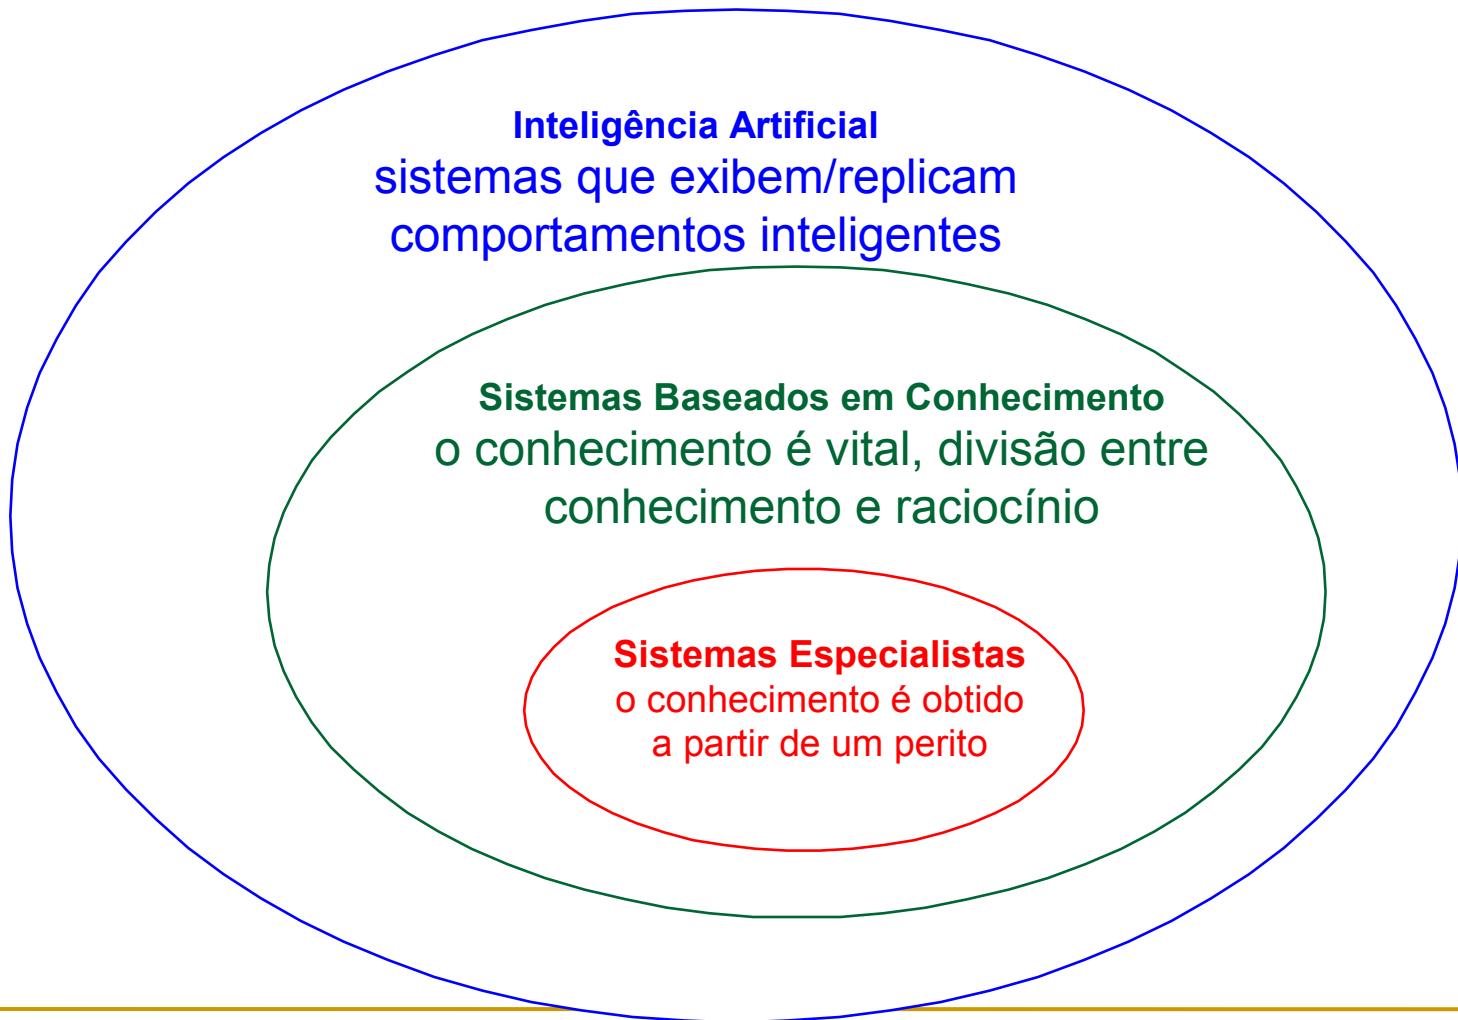 Inteligência Artificial
sistemas que exibem/replicam
comportamentos inteligentes
Sistemas Baseados em Conhecimento
o conhecimento é vital, divisão entre
conhecimento e raciocínio
Sistemas Especialistas
o conhecimento é obtido
a partir de um perito